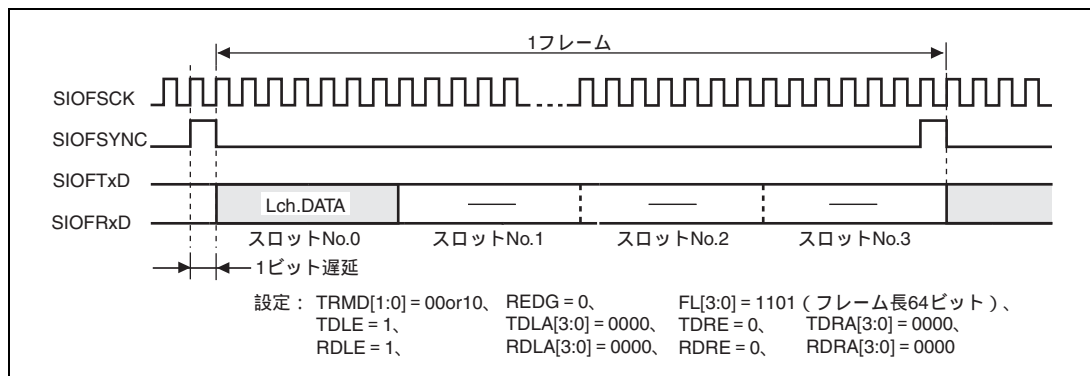 1フレーム
SIOFSCK
SIOFSYNC
SIOFTxD
SIOFRxD
Lch.DATA
スロットNo.0 スロットNo.1 スロットNo.2 スロットNo.3
1ビット遅延
設定： TRMD[1:0] = 00or10、 REDG = 0、 FL[3:0] = 1101（フレーム長64ビット）、
TDLE = 1、 TDLA[3:0] = 0000、 TDRE = 0、 TDRA[3:0] = 0000、
RDLE = 1、 RDLA[3:0] = 0000、 RDRE = 0、 RDRA[3:0] = 0000